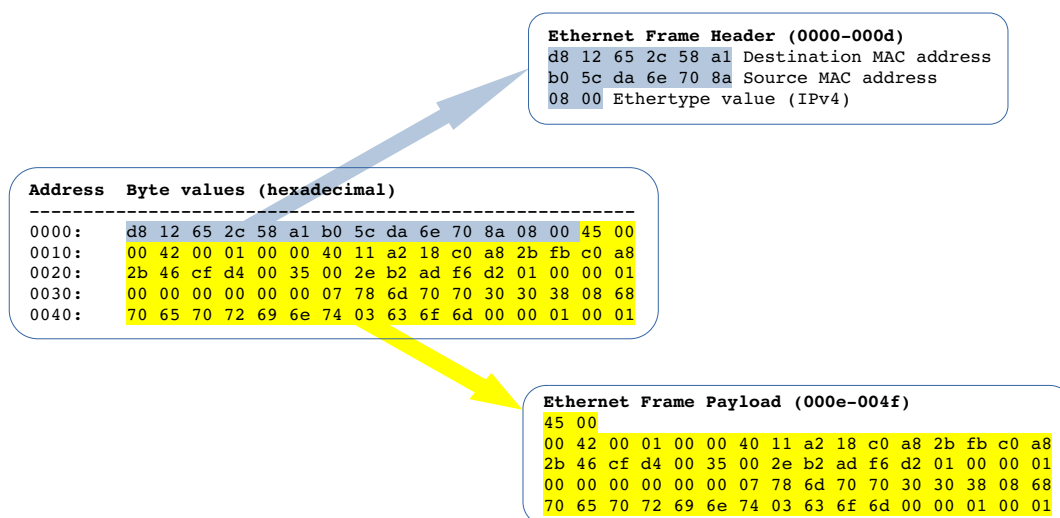 Ethernet Frame Header (0000-000d)
d8 12 65 2c 58 a1 Destination MAC address
b0 5c da 6e 70 8a Source MAC address
08 00 Ethertype value (IPv4)
Address Byte values (hexadecimal)
--------------------------------------------------------
0000: d8 12 65 2c 58 a1 b0 5c da 6e 70 8a 08 00 45 00
0010: 00 42 00 01 00 00 40 11 a2 18 c0 a8 2b fb c0 a8
0020: 2b 46 cf d4 00 35 00 2e b2 ad f6 d2 01 00 00 01
0030: 00 00 00 00 00 00 07 78 6d 70 70 30 30 38 08 68
0040: 70 65 70 72 69 6e 74 03 63 6f 6d 00 00 01 00 01
Ethernet Frame Payload (000e-004f)
45 00
00 42 00 01 00 00 40 11 a2 18 c0 a8 2b fb c0 a8
2b 46 cf d4 00 35 00 2e b2 ad f6 d2 01 00 00 01
00 00 00 00 00 00 07 78 6d 70 70 30 30 38 08 68
70 65 70 72 69 6e 74 03 63 6f 6d 00 00 01 00 01